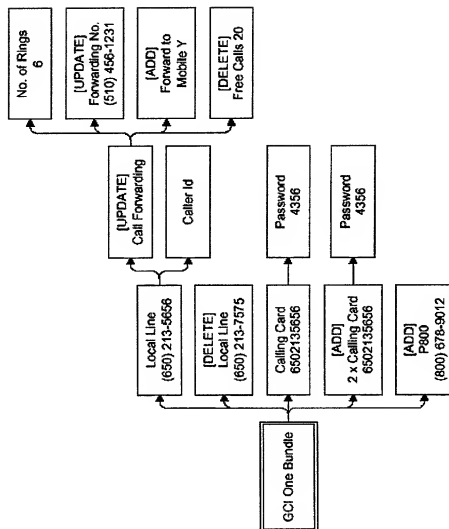 GCI One Bundle
Local Line
(650) 213-5656
[DELETE]
Local Line
(650) 213-7575
Calling Card
6502135656
[ADD]
2 x Calling Card
6502135656
[ADD]
P800
(800) 678-9012
[UPDATE]
Call Forwarding
Caller Id
Password
4356
Password
4356
No. of Rings
6
[UPDATE]
Forwarding No.
(510) 456-1231
[ADD]
Forward to
Mobile Y
[DELETE]
Free Calls 20